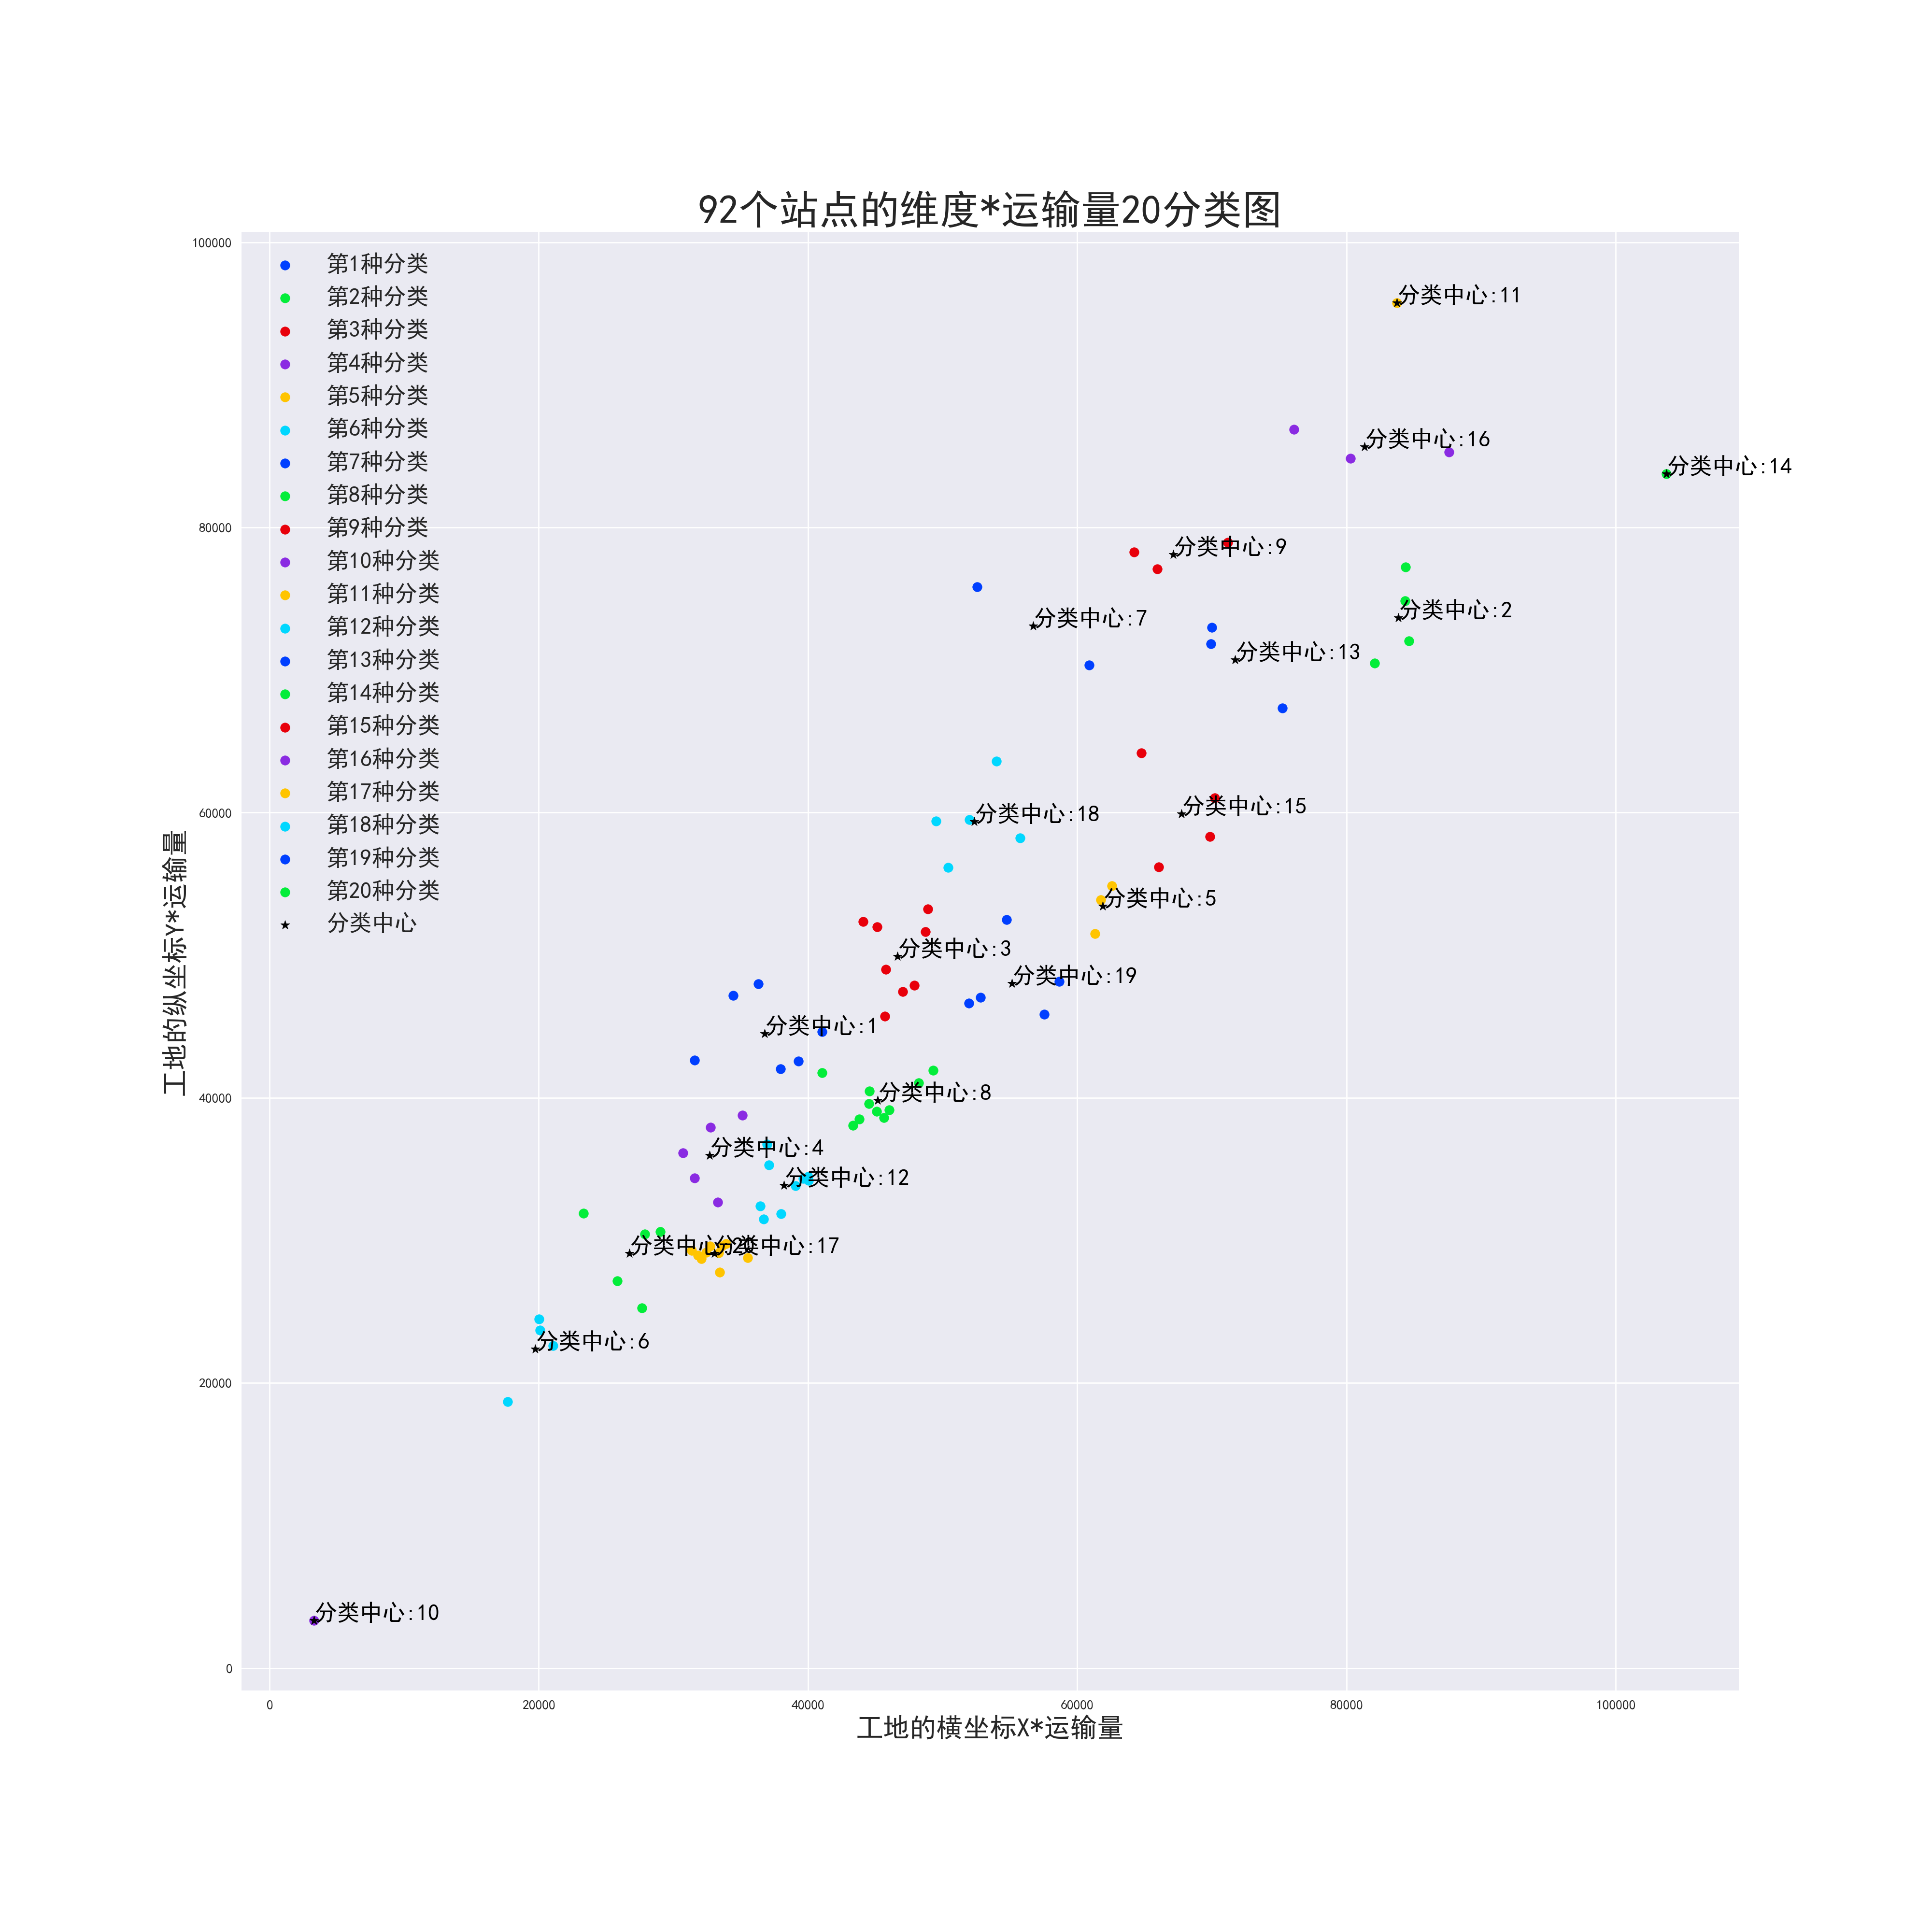 92个站点的维度*运输量20分类图
100000
80000
60000
40000
20000
0
工地的纵坐标Y*运输量
第1种分类
第2种分类
第3种分类
第4种分类
第5种分类
第6种分类
第7种分类
第8种分类
第9种分类
第10种分类
第11种分类
第12种分类
第13种分类
第14种分类
第15种分类
第16种分类
第17种分类
第18种分类
第19种分类
第20种分类
分类中心
分类中心:11
分类中心:16
分类中心:14
分类中心:9
分类中心:7
分类中心:2
分类中心:13
分类中心:18
分类中心:15
分类中心:5
分类中心:3
分类中心:19
分类中心:1
分类中心:8
分类中心:4
分类中心:12
分类中心:20
分类中心:17
分类中心:6
分类中心:10
0
20000
40000
60000
80000
100000
工地的横坐标X*运输量